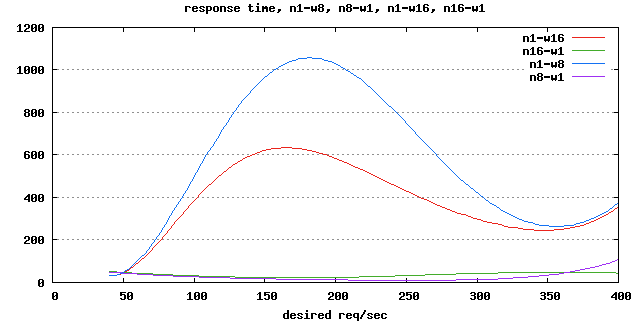 response time, n1-w8, n8-w1, n1-w16, n16-w1
1200
1000
800
600
400
200
0
n1-w16
n16-w1
n1-w8
n8-w1
0 50 100 150 200 250 300 350 400
desired req/sec